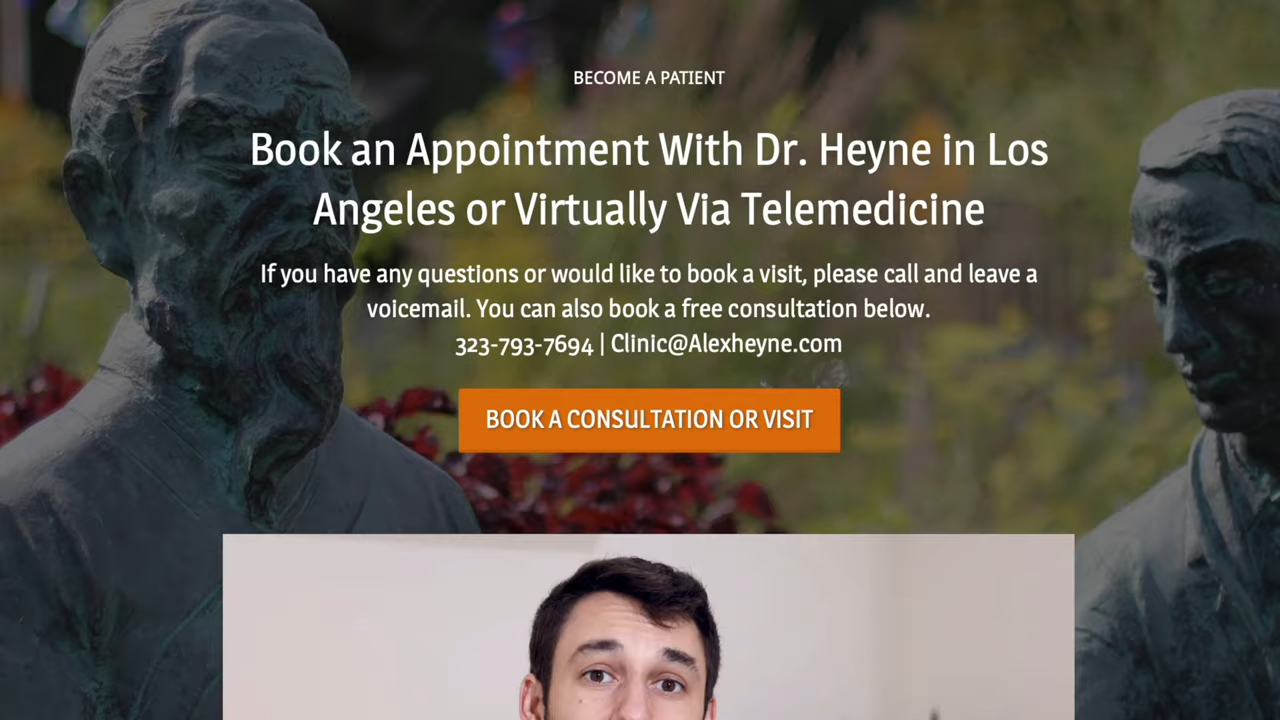 BECOME A PATIENT
Book an Appointment With Dr. Heyne in Los
Angeles or Virtually Via Telemedicine
If you have any questions or would like to book a visit, please call and leave a
voicemail. You can also book a free consultation below.
323-793-7694 | Clinic@Alexheyne.com
BOOK A CONSULTATION OR VISIT